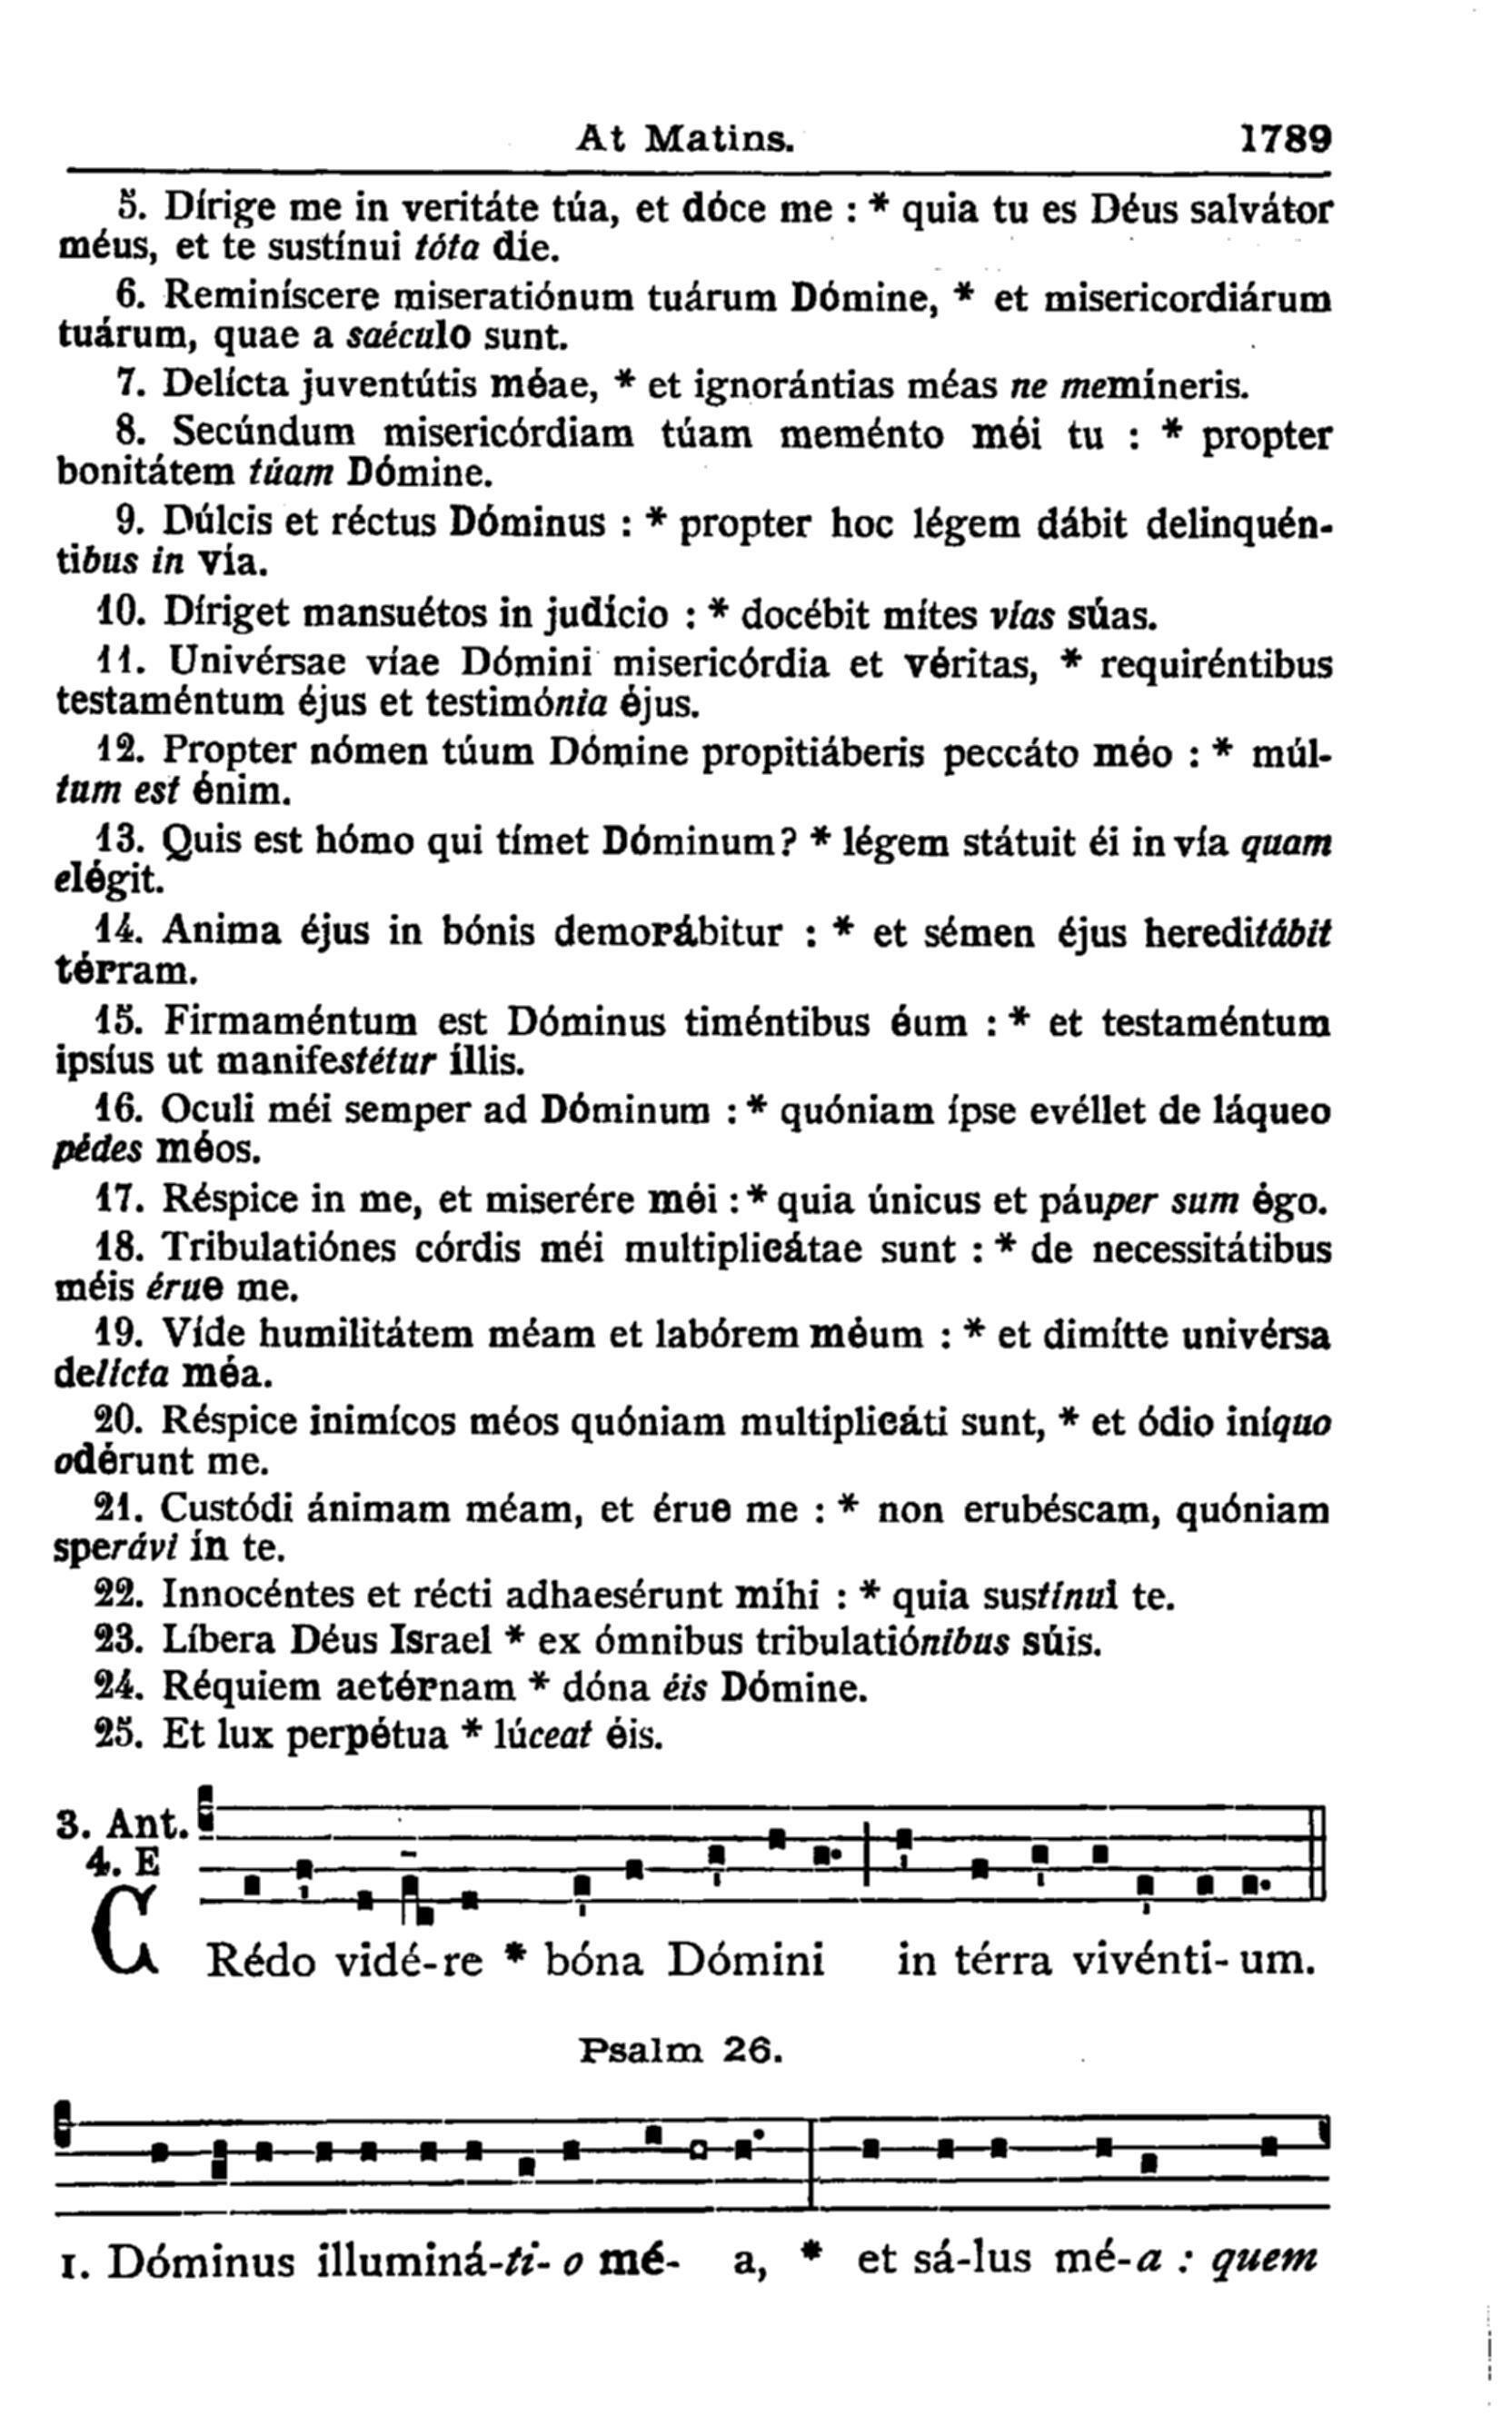 At Matins. 1789
5. Dírige me in veritáte túa, et dóce me : * quia tu es Déus salvátor
méus, et te sustínui tóta díe.
6. Reminíscere miseratiónum tuárum Dómine, * et misericordiárum
tuárum, quae a saéculo sunt.
7. Delícta juventútis méae, * et ignorántias méas ne memíneris.
8. Secúndum misericórdiam túam meménto méi tu : * propter
bonitátem túam Dómine.
9. Dúlcis et réctus Dóminus : * propter hoc légem dábit delinquén-
tibus in vía.
10. Díriget mansuétos in judício : * docébit mítes vías súas.
11. Univérsae víae Dómini misericórdia et véritas, * requiréntibus
testaméntum éjus et testimónia éjus.
12. Propter nómen túum Dómine propitiáberis peccáto méo : * múl-
tum est énim.
13. Quis est hómo qui tímet Dóminum? * légem státuit éi in vía quam
elégit.
14. Anima éjus in bónis demorábitur : * et sémen éjus hereditábit
térram.
15. Firmaméntum est Dóminus timéntibus éum : * et testaméntum
ipsíus ut manifestétur íllis.
16. Oculi méi semper ad Dóminum : * quóniam ípse evéllet de láqueo
pédes méos.
17. Réspice in me, et miserére méi : * quia únicus et páuper sum égo.
18. Tribulatiónes córdis méi multiplicátae sunt : * de necessitátibus
méis érue me.
19. Víde humilitátem méam et labórem méum : * et dimítte univérsa
delícta méa.
20. Réspice inimícos méos quóniam multiplicáti sunt, * et ódio iníquo
odérunt me.
21. Custódi ánimam méam, et érue me : * non erubéscam, quóniam
sperávi ín te.
22. Innocéntes et récti adhaesérunt míhi : * quia sustínui te.
23. Líbera Déus Israel * ex ómnibus tribulatiónibus súis.
24. Réquiem aetérnam * dóna éis Dómine.
25. Et lux perpétua * lúceat éis.
3. Ant.
4. E
CRédo vidé-re * bóna Dómini in térra vivénti- um.
Psalm 26.
1. Dóminus illuminá-ti- o mé- a, * et sá-lus mé-a : quem